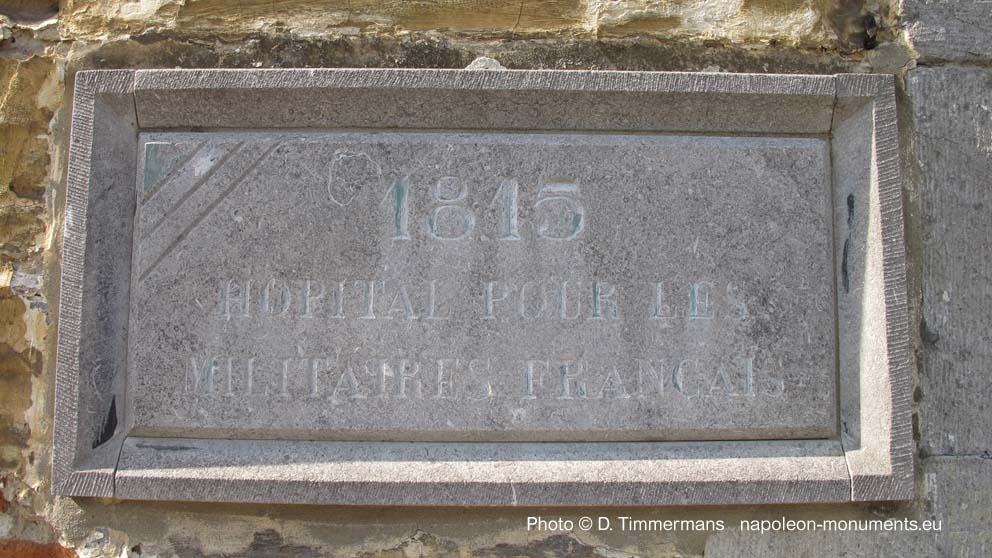 1815
HOPITAL POUR LES
MILITAIRES FRANCAIS
Photo © D. Timmermans napoleon-monuments.eu